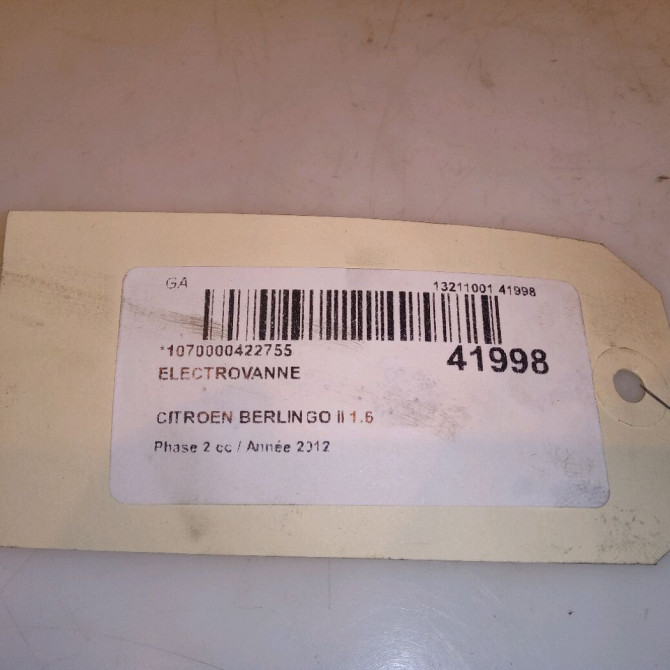 GA
13211001 41998
*1070000422755
41998
ELECTROVANNE
CITROEN BERLINGO II 1.6
Phase 2 cc / Année 2012